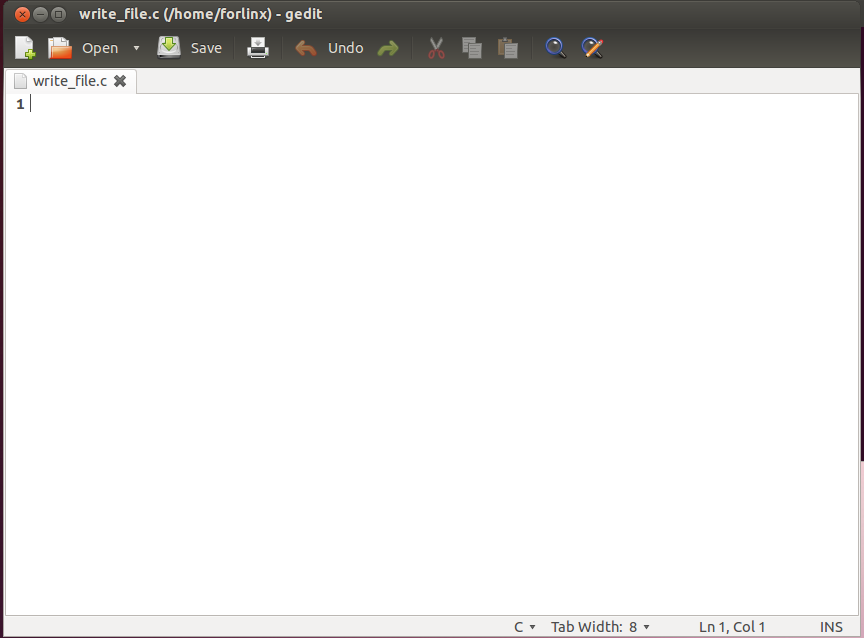 write_file.c (/home/forlinx) - gedit
Open Save Undo
write_file.c
1
C Tab Width: 8 Ln 1, Col 1 INS